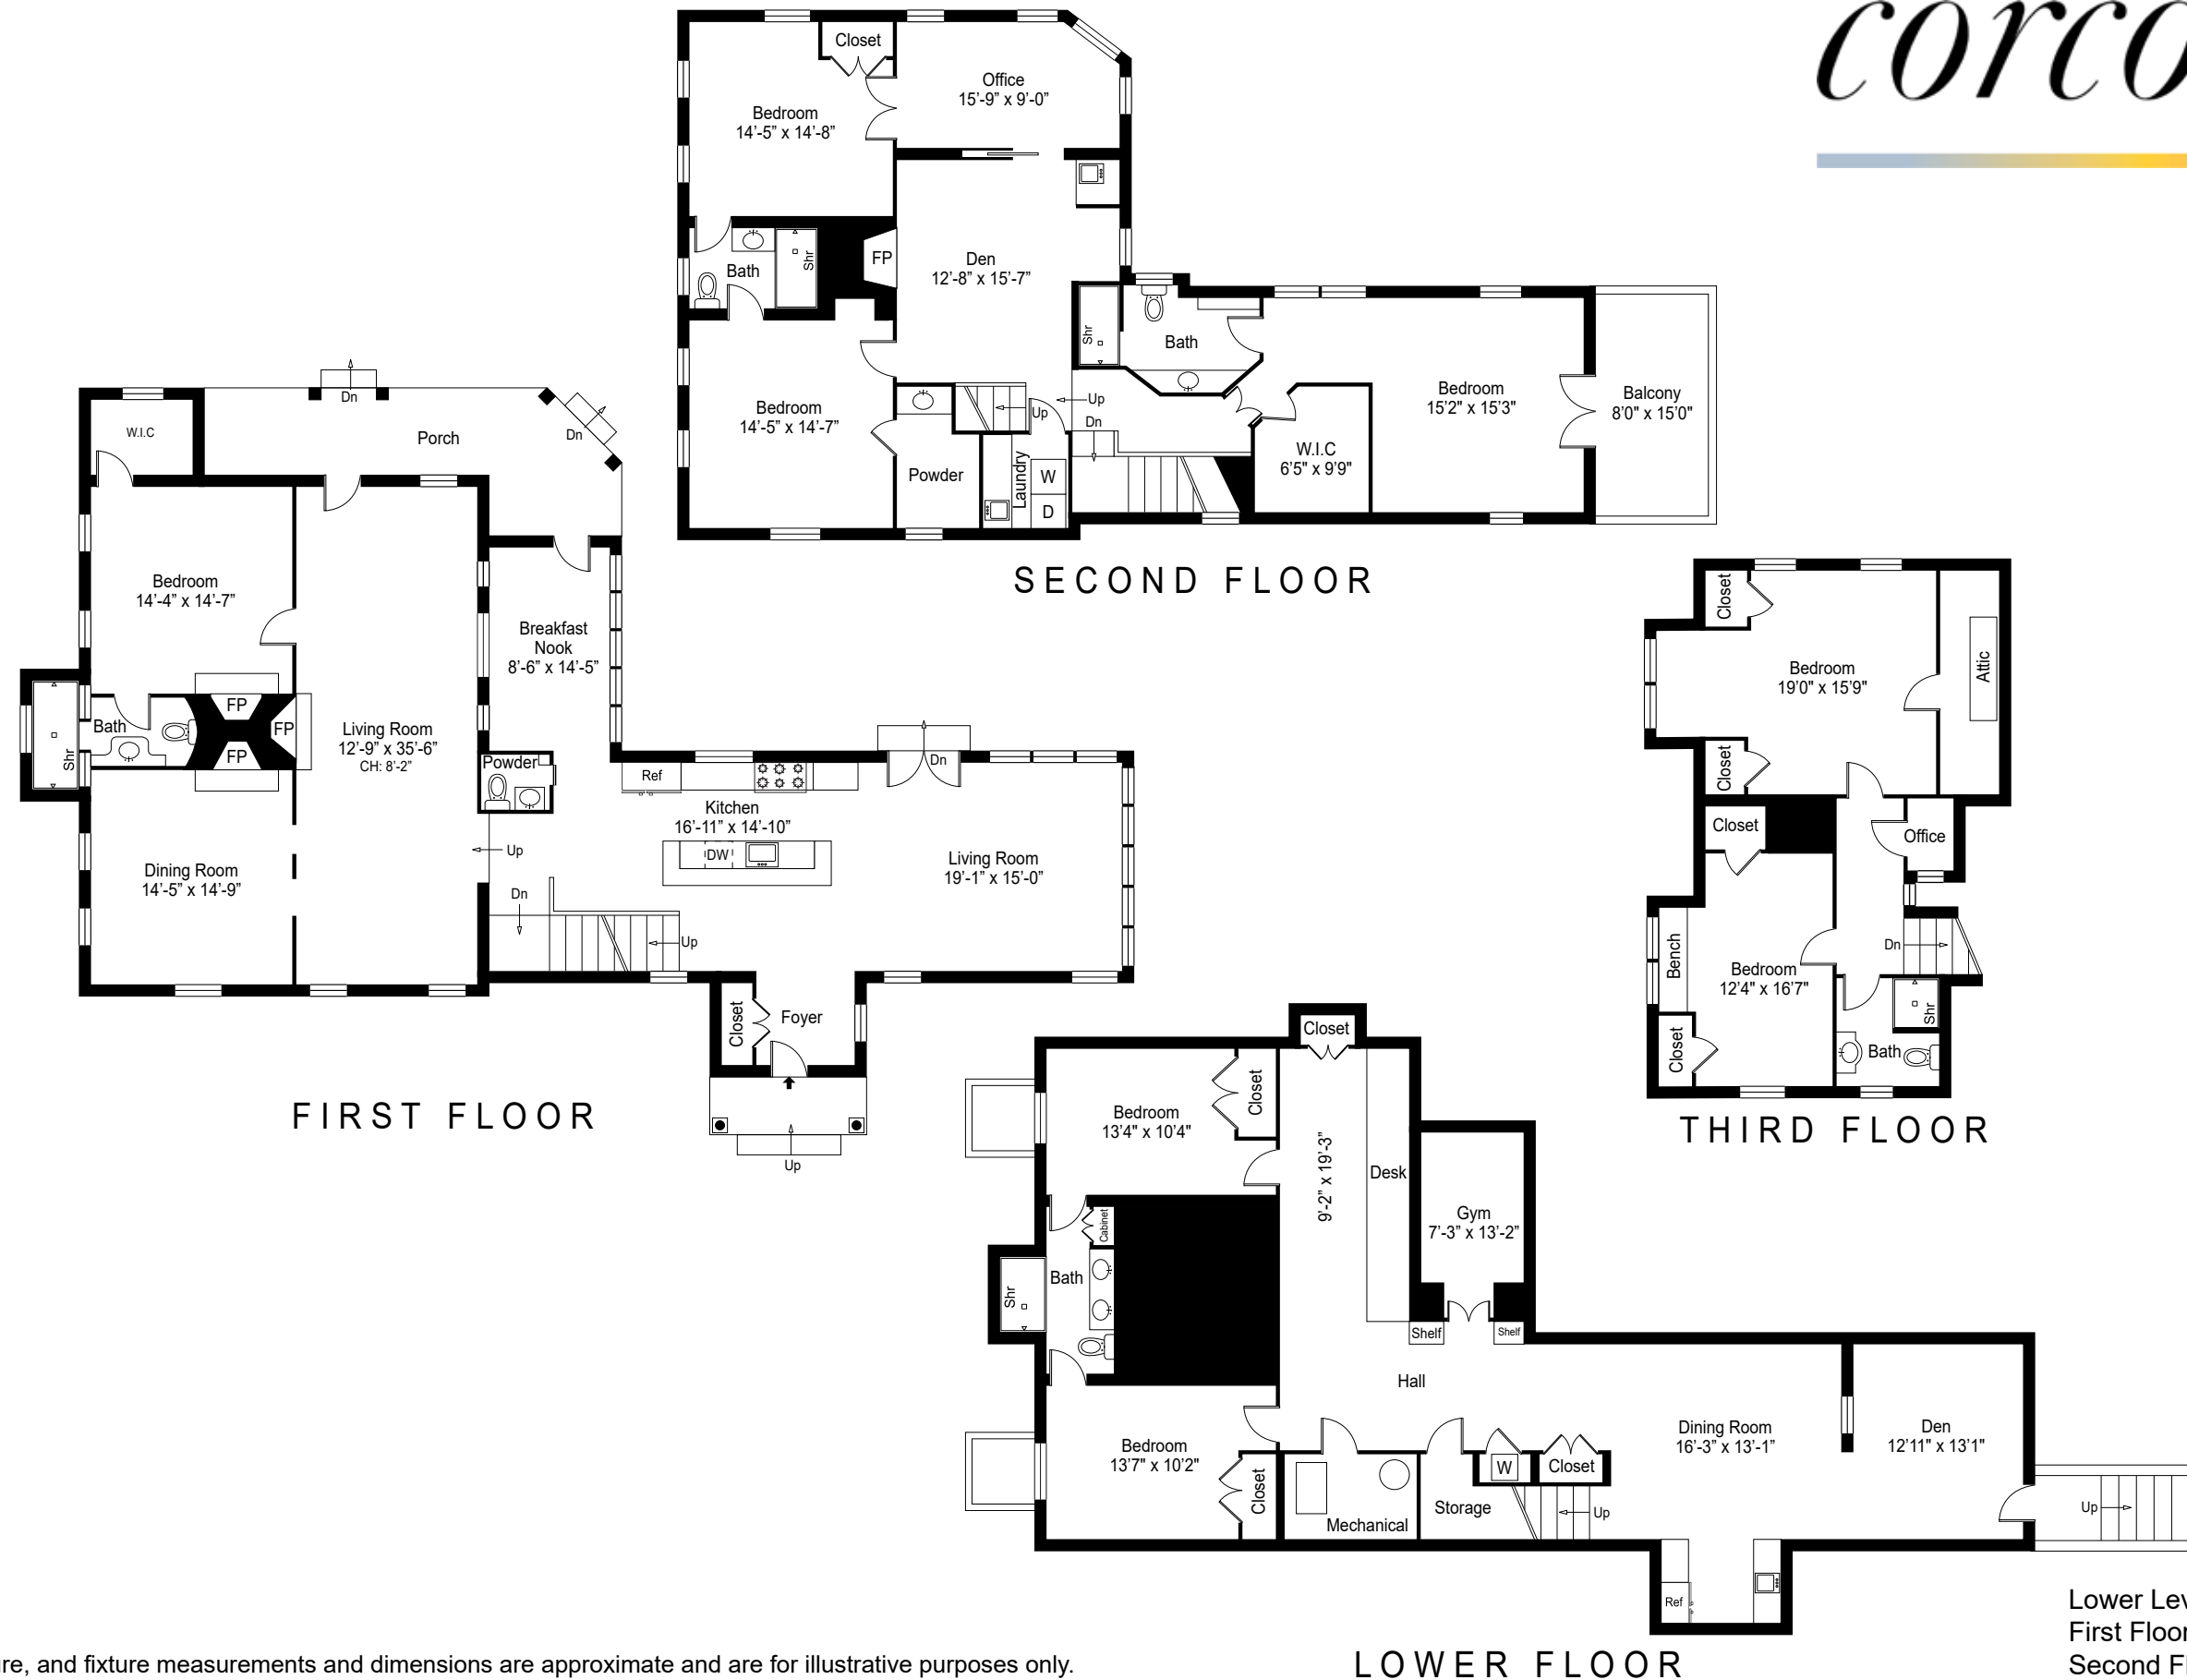 corco
Closet
Office
15'-9" x 9'-0"
Bedroom
14'-5" x 14'-8"
Bath
Shr
FP
Den
12'-8" x 15'-7"
Shr
Bath
Bedroom
14'-5" x 14'-7"
Powder
Up
Up
Dn
Laundry
W
D
W.I.C
6'5" x 9'9"
Bedroom
15'2" x 15'3"
Balcony
8'0" x 15'0"
SECOND FLOOR
Dn
W.I.C
Porch
Dn
Bedroom
14'-4" x 14'-7"
Breakfast
Nook
8'-6" x 14'-5"
Shr
Bath
FP
FP
FP
Living Room
12'-9" x 35'-6"
CH: 8'-2"
Powder
Ref
Dn
Kitchen
16'-11" x 14'-10"
DW
Living Room
19'-1" x 15'-0"
Dining Room
14'-5" x 14'-9"
Up
Dn
Up
Closet
Foyer
Up
FIRST FLOOR
Closet
Bedroom
19'0" x 15'9"
Attic
Closet
Closet
Office
Bench
Bedroom
12'4" x 16'7"
Dn
Closet
Shr
Bath
THIRD FLOOR
Closet
Bedroom
13'4" x 10'4"
Closet
9'-2" x 19'-3"
Desk
Gym
7'-3" x 13'-2"
Cabinet
Bath
Shr
Shelf
Shelf
Hall
Bedroom
13'7" x 10'2"
Closet
Mechanical
Storage
W
Closet
Up
Dining Room
16'-3" x 13'-1"
Den
12'11" x 13'1"
Up
Ref
LOWER FLOOR
Lower Lev
First Floor
Second Fl
re, and fixture measurements and dimensions are approximate and are for illustrative purposes only.